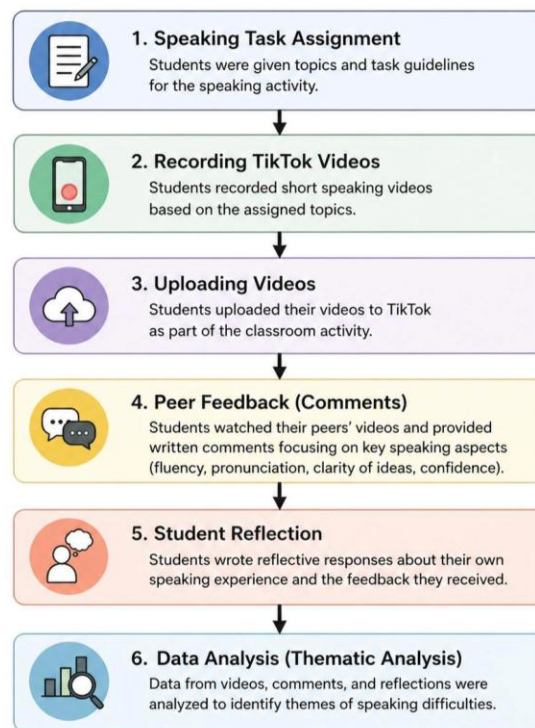 1. Speaking Task Assignment
Students were given topics and task guidelines
for the speaking activity.
2. Recording TikTok Videos
Students recorded short speaking videos
based on the assigned topics.
3. Uploading Videos
Students uploaded their videos to TikTok
as part of the classroom activity.
4. Peer Feedback (Comments)
Students watched their peers' videos and provided
written comments focusing on key speaking aspects
(fluency, pronunciation, clarity of ideas, confidence).
5. Student Reflection
Students wrote reflective responses about their own
speaking experience and the feedback they received.
6. Data Analysis (Thematic Analysis)
Data from videos, comments, and reflections were
analyzed to identify themes of speaking difficulties.